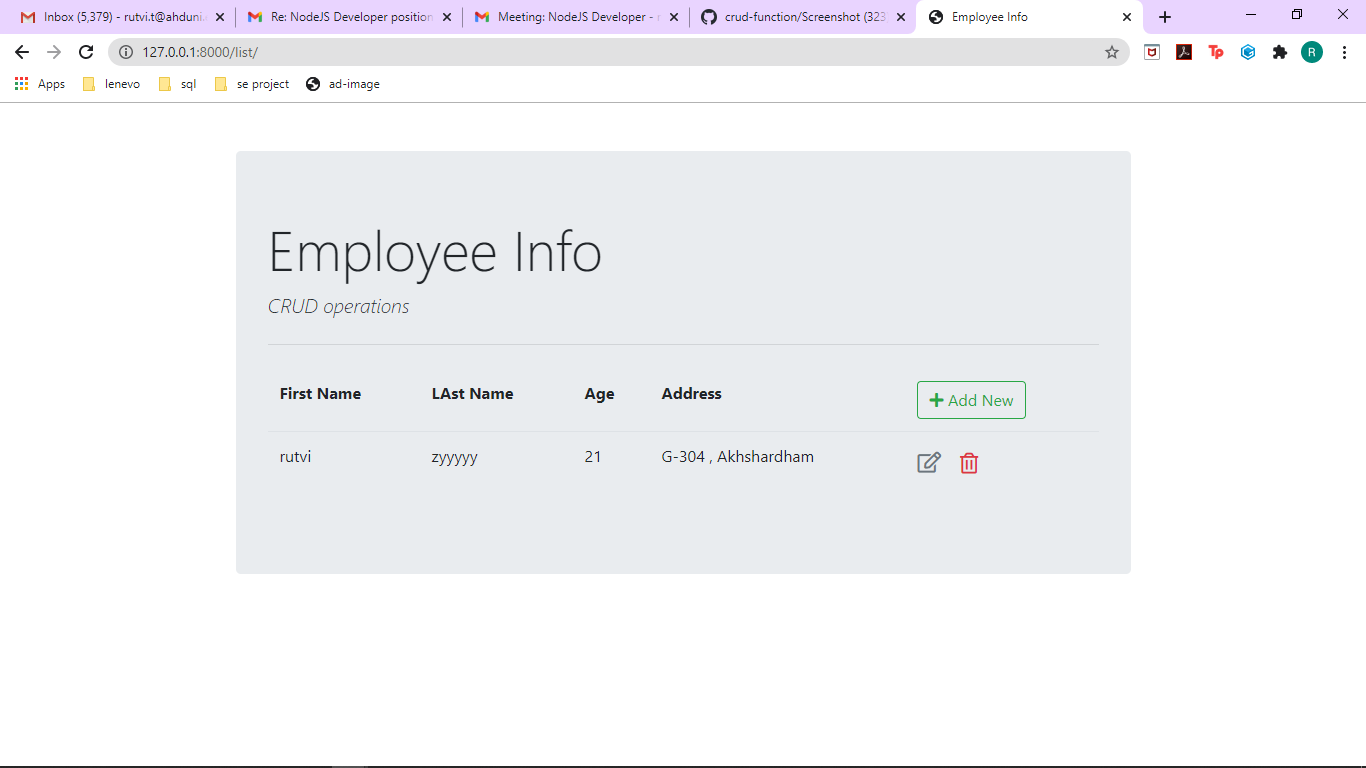 Inbox (5,379) - rutvi.t@ahduni.
Re: NodeJS Developer position
Meeting: NodeJS Developer - r
crud-function/Screenshot (323
Employee Info
127.0.0.1:8000/list/
R
Apps
lenevo
sql
se project
ad-image
Employee Info
CRUD operations
First Name LAst Name Age Address Add New
rutvi zyyyyy 21 G-304 , Akhshardham